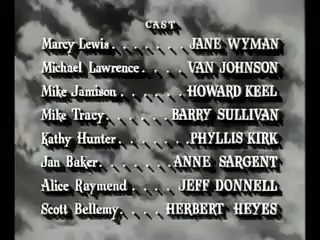 CAST
Marcy Lewis.......JANE WYMAN
Michael Lawrence.....VAN JOHNSON
Mike Jamison......HOWARD KEEL
Mike Tracy......BARRY SULLIVAN
Kathy Hunter......PHYLLIS KIRK
Jan Baker.......ANNE SARGENT
Alice Raymend.....JEFF DONNELL
Scott Bellemy....HERBERT HEYES